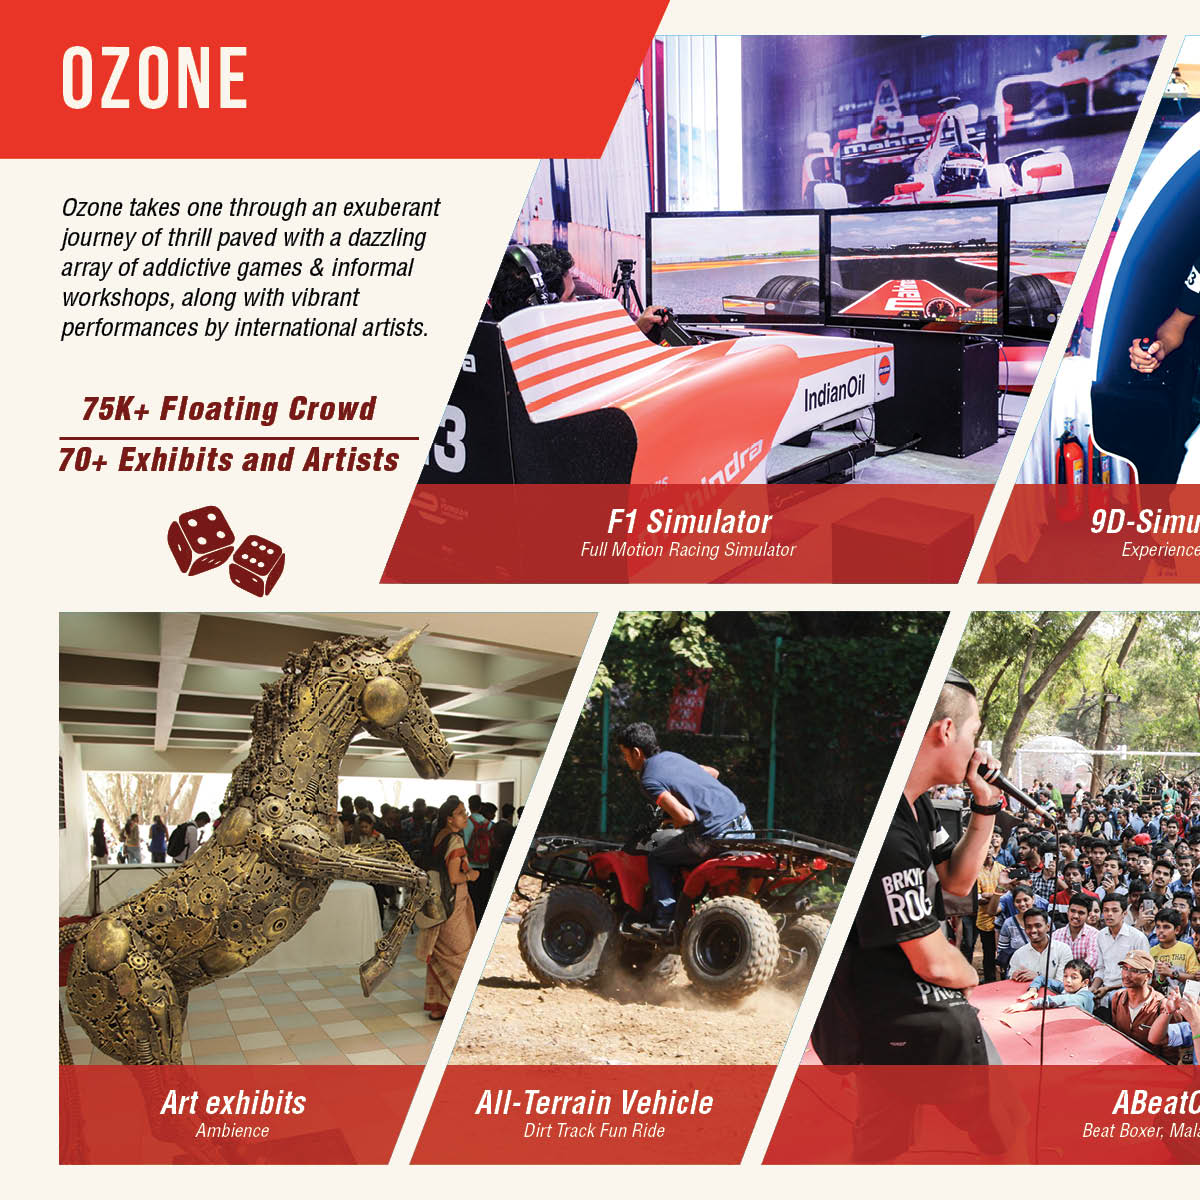 OZONE
Ozone takes one through an exuberant
journey of thrill paved with a dazzling
array of addictive games & informal
workshops, along with vibrant
performances by international artists.
75K+ Floating Crowd
70+ Exhibits and Artists
mahindra
IndianOil
mahindra
3
F1 Simulator
Full Motion Racing Simulator
9D-Simu
Experience
BRKYN
ROC
Art exhibits
Ambience
All-Terrain Vehicle
Dirt Track Fun Ride
ABeatC
Beat Boxer, Mala